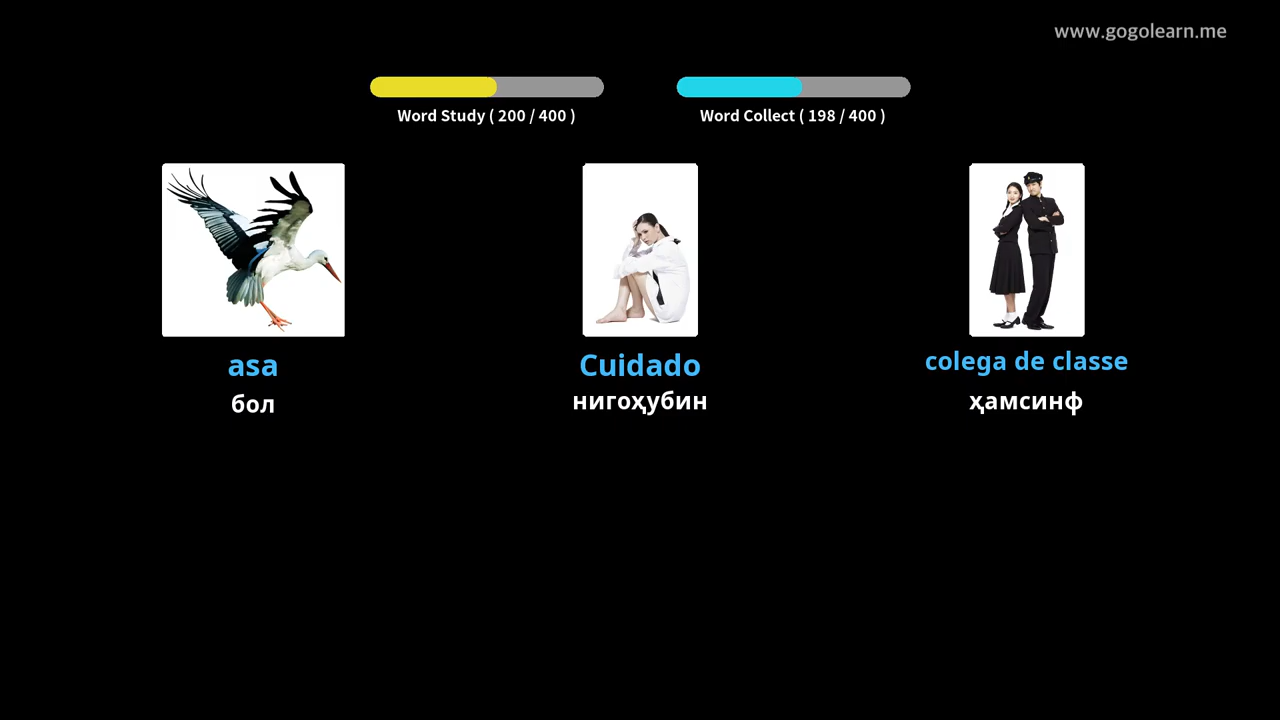 www.gogolearn.me
Word Study ( 200 / 400 )
Word Collect ( 198 / 400 )
asa
бол
Cuidado
нигоҳубин
colega de classe
ҳамсинф